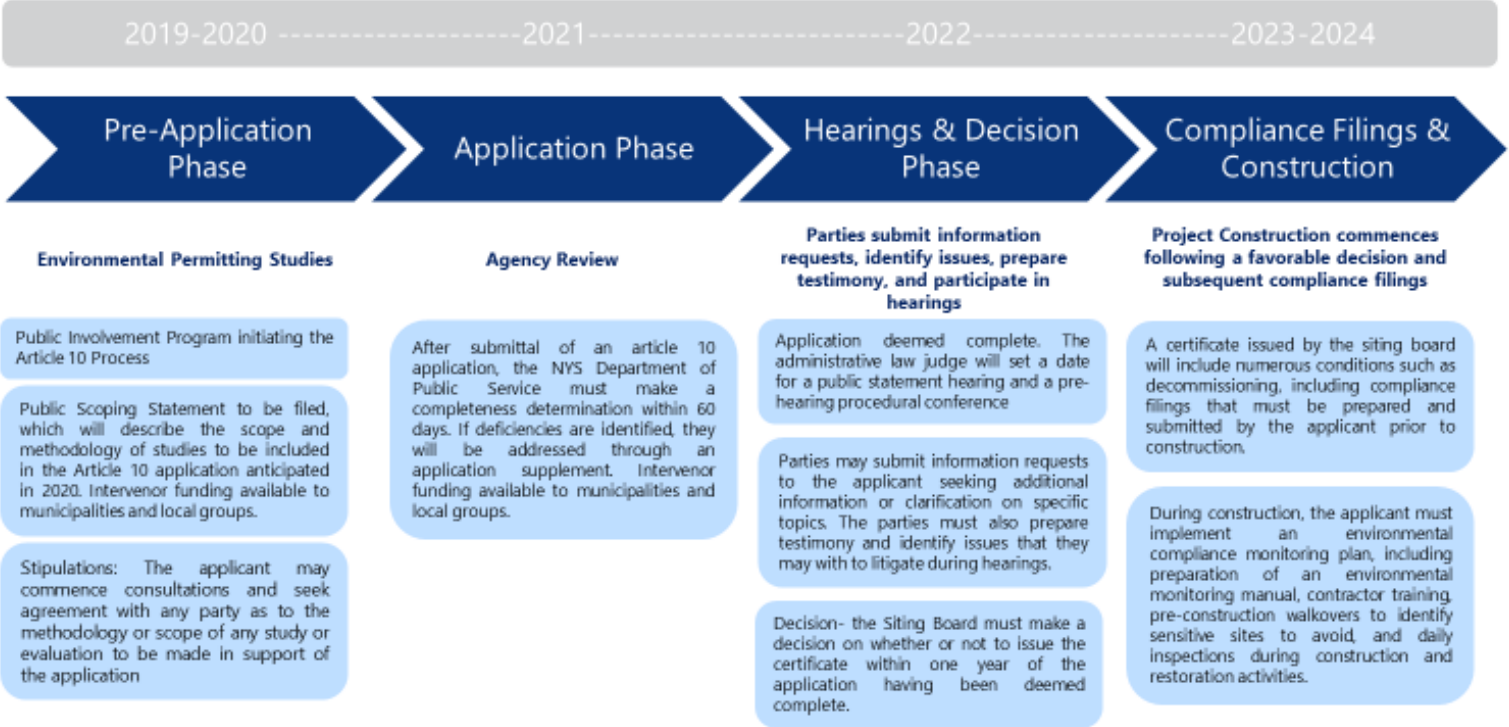 2019-2020 --------------------2021--------------------------2022---------------------2023-2024
Pre-Application
Phase
Application Phase
Hearings & Decision
Phase
Compliance Filings &
Construction
Environmental Permitting Studies
Public Involvement Program initiating the
Article 10 Process
Public Scoping Statement to be filed,
which will describe the scope and
methodology of studies to be included
in the Article 10 application anticipated
in 2020. Intervenor funding available to
municipalities and local groups.
Stipulations: The applicant may
commence consultations and seek
agreement with any party as to the
methodology or scope of any study or
evaluation to be made in support of
the application
Agency Review
After submittal of an article 10
application, the NYS Department of
Public Service must make a
completeness determination within 60
days. If deficiencies are identified, they
will be addressed through an
application supplement. Intervenor
funding available to municipalities and
local groups.
Parties submit information
requests, identify issues, prepare
testimony, and participate in
hearings
Application deemed complete. The
administrative law judge will set a date
for a public statement hearing and a pre-
hearing procedural conference
Parties may submit information requests
to the applicant seeking additional
information or clarification on specific
topics. The parties must also prepare
testimony and identify issues that they
may with to litigate during hearings.
Decision- the Siting Board must make a
decision on whether or not to issue the
certificate within one year of the
application having been deemed
complete.
Project Construction commences
following a favorable decision and
subsequent compliance filings
A certificate issued by the siting board
will include numerous conditions such as
decommissioning, including compliance
filings that must be prepared and
submitted by the applicant prior to
construction.
During construction, the applicant must
implement an environmental
compliance monitoring plan, including
preparation of an environmental
monitoring manual, contractor training,
pre-construction walkovers to identify
sensitive sites to avoid, and daily
inspections during construction and
restoration activities.